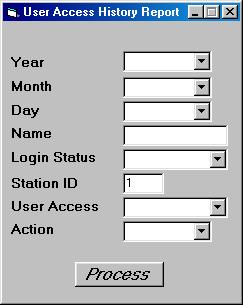 User Access History Report
Year
Month
Day
Name
Login Status
Station ID 1
User Access
Action
Process